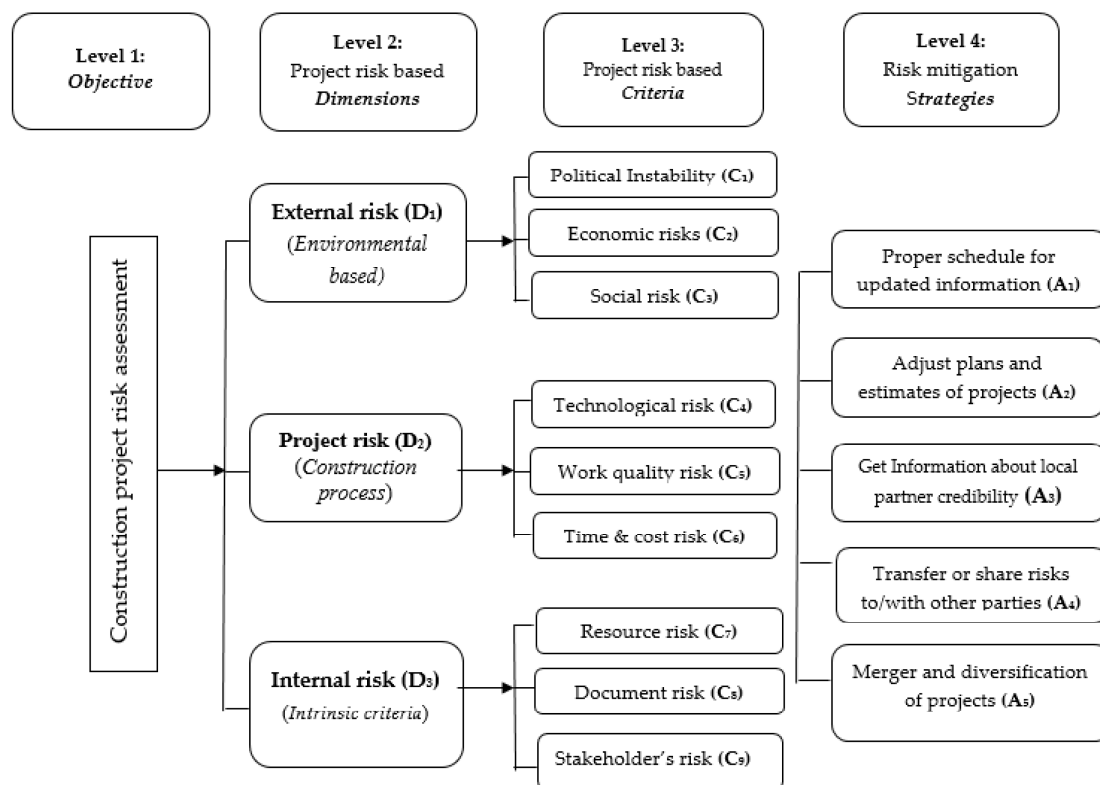 Level 1:
Objective
Level 2:
Project risk based
Dimensions
Level 3:
Project risk based
Criteria
Level 4:
Risk mitigation
Strategies
Construction project risk assessment
External risk (D₁)
(Environmental
based)
Project risk (D₂)
(Construction
process)
Internal risk (D₃)
(Intrinsic criteria)
Political Instability (C₁)
Economic risks (C₂)
Social risk (C₃)
Technological risk (C₄)
Work quality risk (C₅)
Time & cost risk (C₆)
Resource risk (C₇)
Document risk (C₈)
Stakeholder’s risk (C₉)
Proper schedule for
updated information (A₁)
Adjust plans and
estimates of projects (A₂)
Get Information about local
partner credibility (A₃)
Transfer or share risks
to/with other parties (A₄)
Merger and diversification
of projects (A₅)